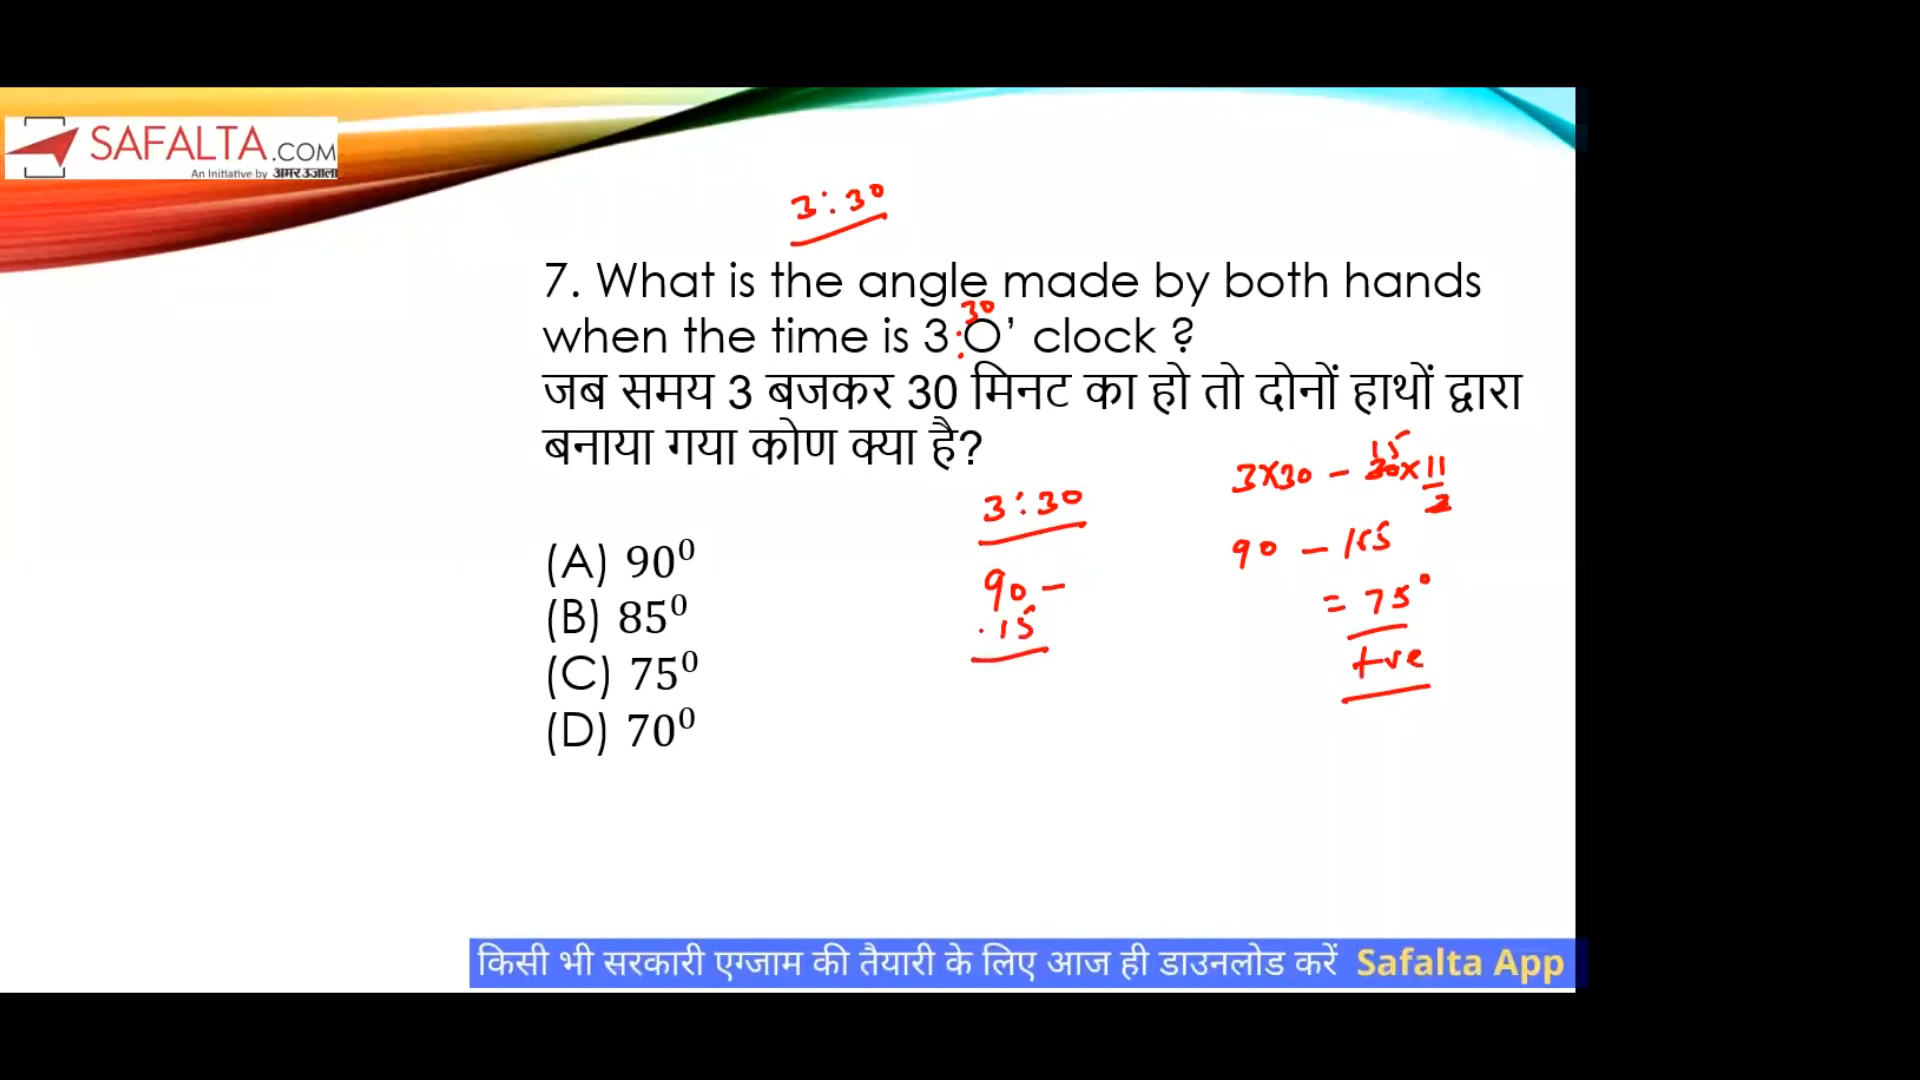 SAFALTA.COM
An Initiative by अमर उजाला
3:30
7. What is the angle made by both hands
30
when the time is 3:O’ clock ?
जब समय 3 बजकर 30 मिनट का हो तो दोनों हाथों द्वारा
बनाया गया कोण क्या है?
15
3×30 - 30×11/2
3:30
90 - 165
(A) 90⁰
90 -
= 75°
(B) 85⁰
15
(C) 75⁰
+ve
(D) 70⁰
किसी भी सरकारी एग्जाम की तैयारी के लिए आज ही डाउनलोड करें Safalta App